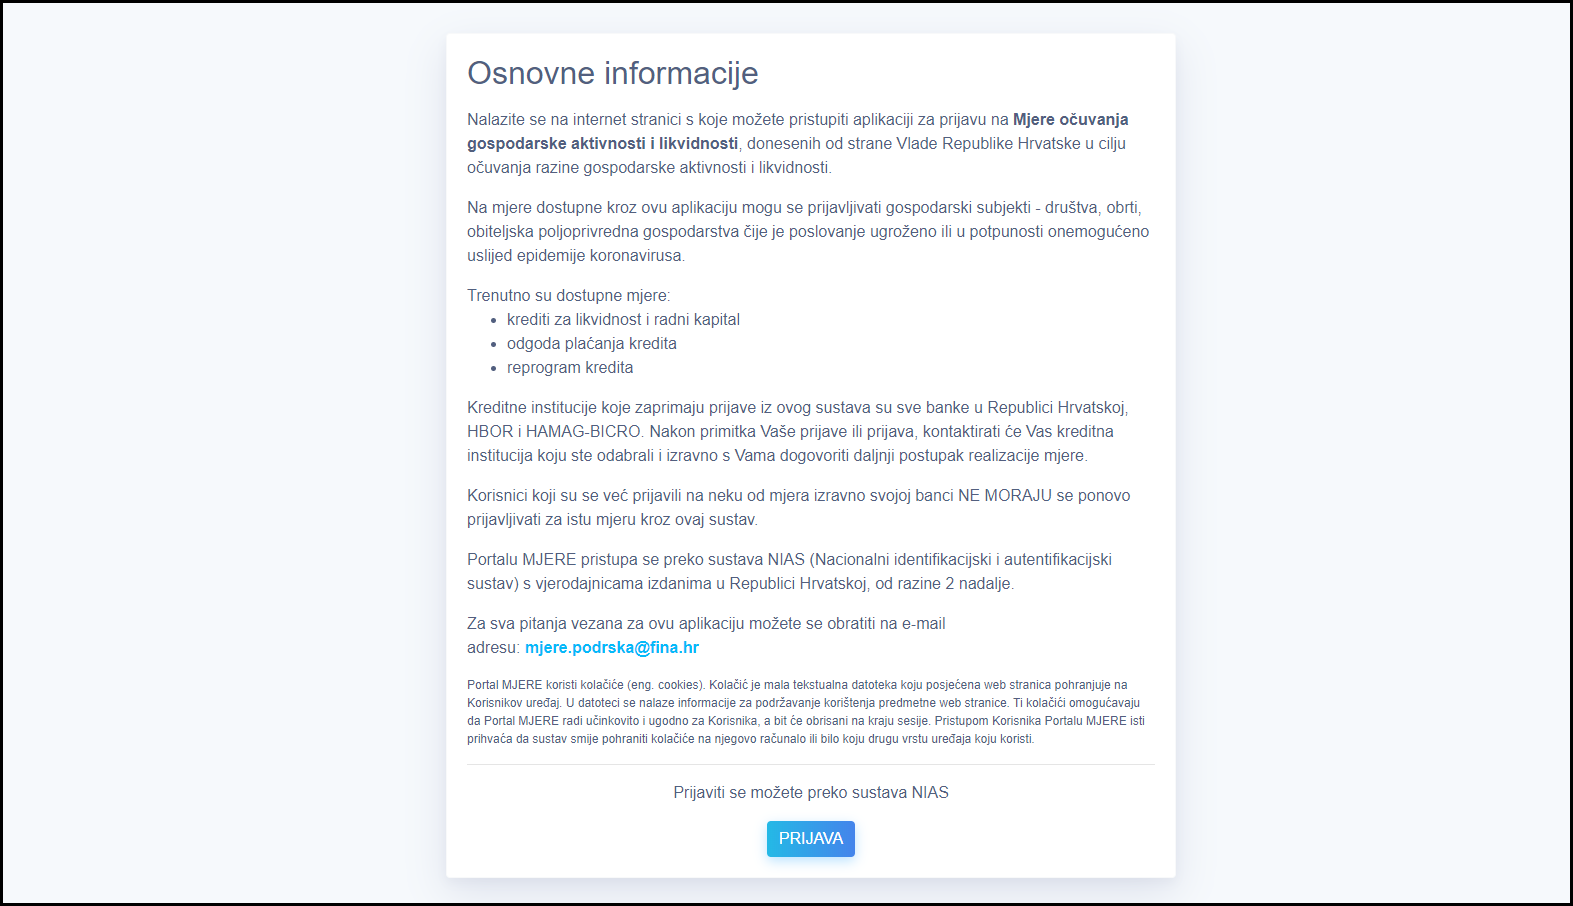 Osnovne informacije
Nalazite se na internet stranici s koje možete pristupiti aplikaciji za prijavu na Mjere očuvanja
gospodarske aktivnosti i likvidnosti, donesenih od strane Vlade Republike Hrvatske u cilju
očuvanja razine gospodarske aktivnosti i likvidnosti.
Na mjere dostupne kroz ovu aplikaciju mogu se prijavljivati gospodarski subjekti - društva, obrti,
obiteljska poljoprivredna gospodarstva čije je poslovanje ugroženo ili u potpunosti onemogućeno
uslijed epidemije koronavirusa.
Trenutno su dostupne mjere:
• krediti za likvidnost i radni kapital
• odgoda plaćanja kredita
• reprogram kredita
Kreditne institucije koje zaprimaju prijave iz ovog sustava su sve banke u Republici Hrvatskoj,
HBOR i HAMAG-BICRO. Nakon primitka Vaše prijave ili prijava, kontaktirati će Vas kreditna
institucija koju ste odabrali i izravno s Vama dogovoriti daljnji postupak realizacije mjere.
Korisnici koji su se već prijavili na neku od mjera izravno svojoj banci NE MORAJU se ponovo
prijavljivati za istu mjeru kroz ovaj sustav.
Portalu MJERE pristupa se preko sustava NIAS (Nacionalni identifikacijski i autentifikacijski
sustav) s vjerodajnicama izdanima u Republici Hrvatskoj, od razine 2 nadalje.
Za sva pitanja vezana za ovu aplikaciju možete se obratiti na e-mail
adresu: mjere.podrska@fina.hr
Portal MJERE koristi kolačiće (eng. cookies). Kolačić je mala tekstualna datoteka koju posjećena web stranica pohranjuje na
Korisnikov uređaj. U datoteci se nalaze informacije za podržavanje korištenja predmetne web stranice. Ti kolačići omogućavaju
da Portal MJERE radi učinkovito i ugodno za Korisnika, a bit će obrisani na kraju sesije. Pristupom Korisnika Portalu MJERE isti
prihvaća da sustav smije pohraniti kolačiće na njegovo računalo ili bilo koju drugu vrstu uređaja koju koristi.
Prijaviti se možete preko sustava NIAS
PRIJAVA